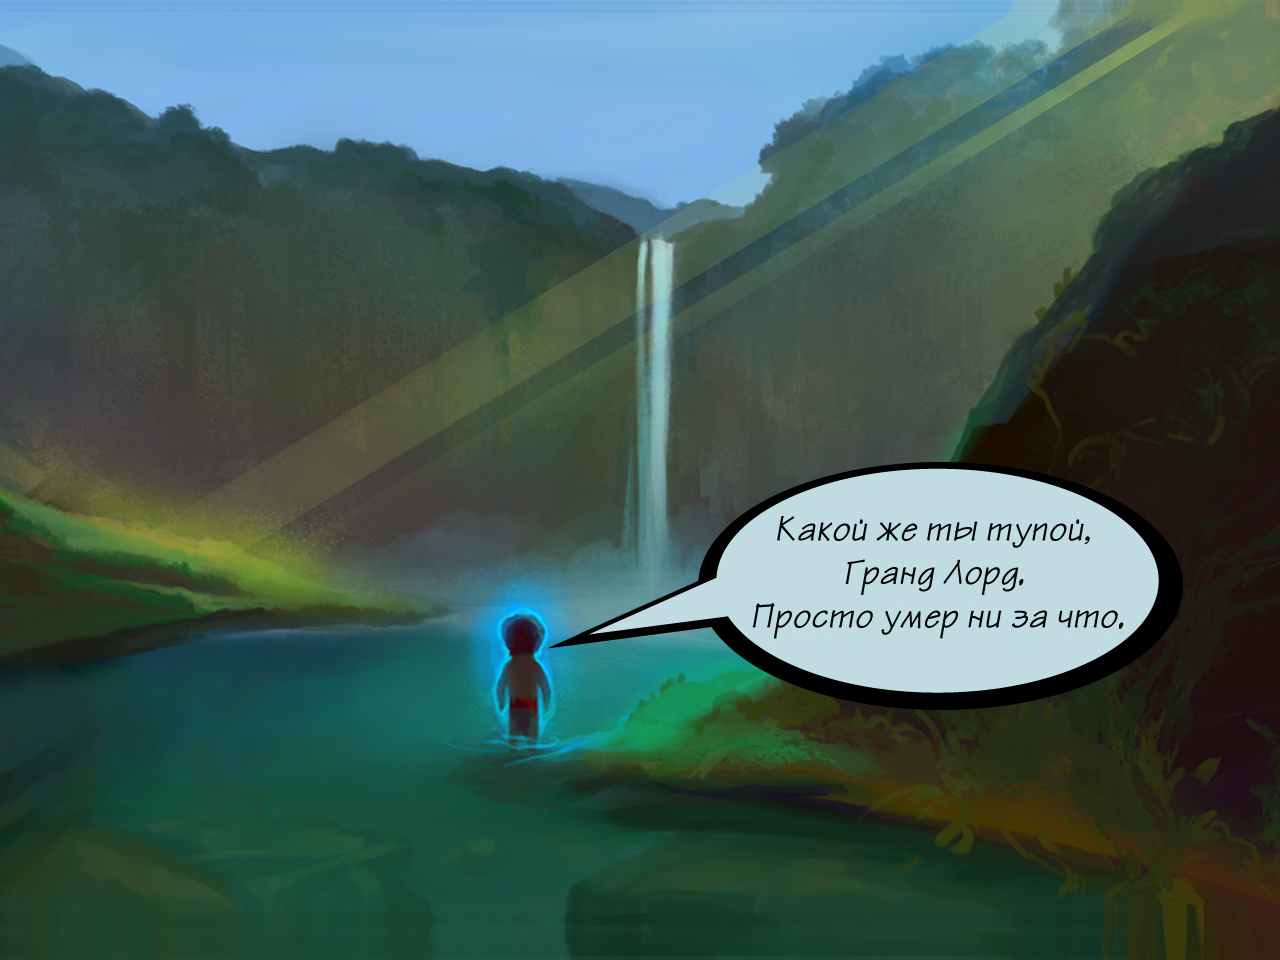 Какой же ты тупой,
Гранд Лорд.
Просто умер ни за что.